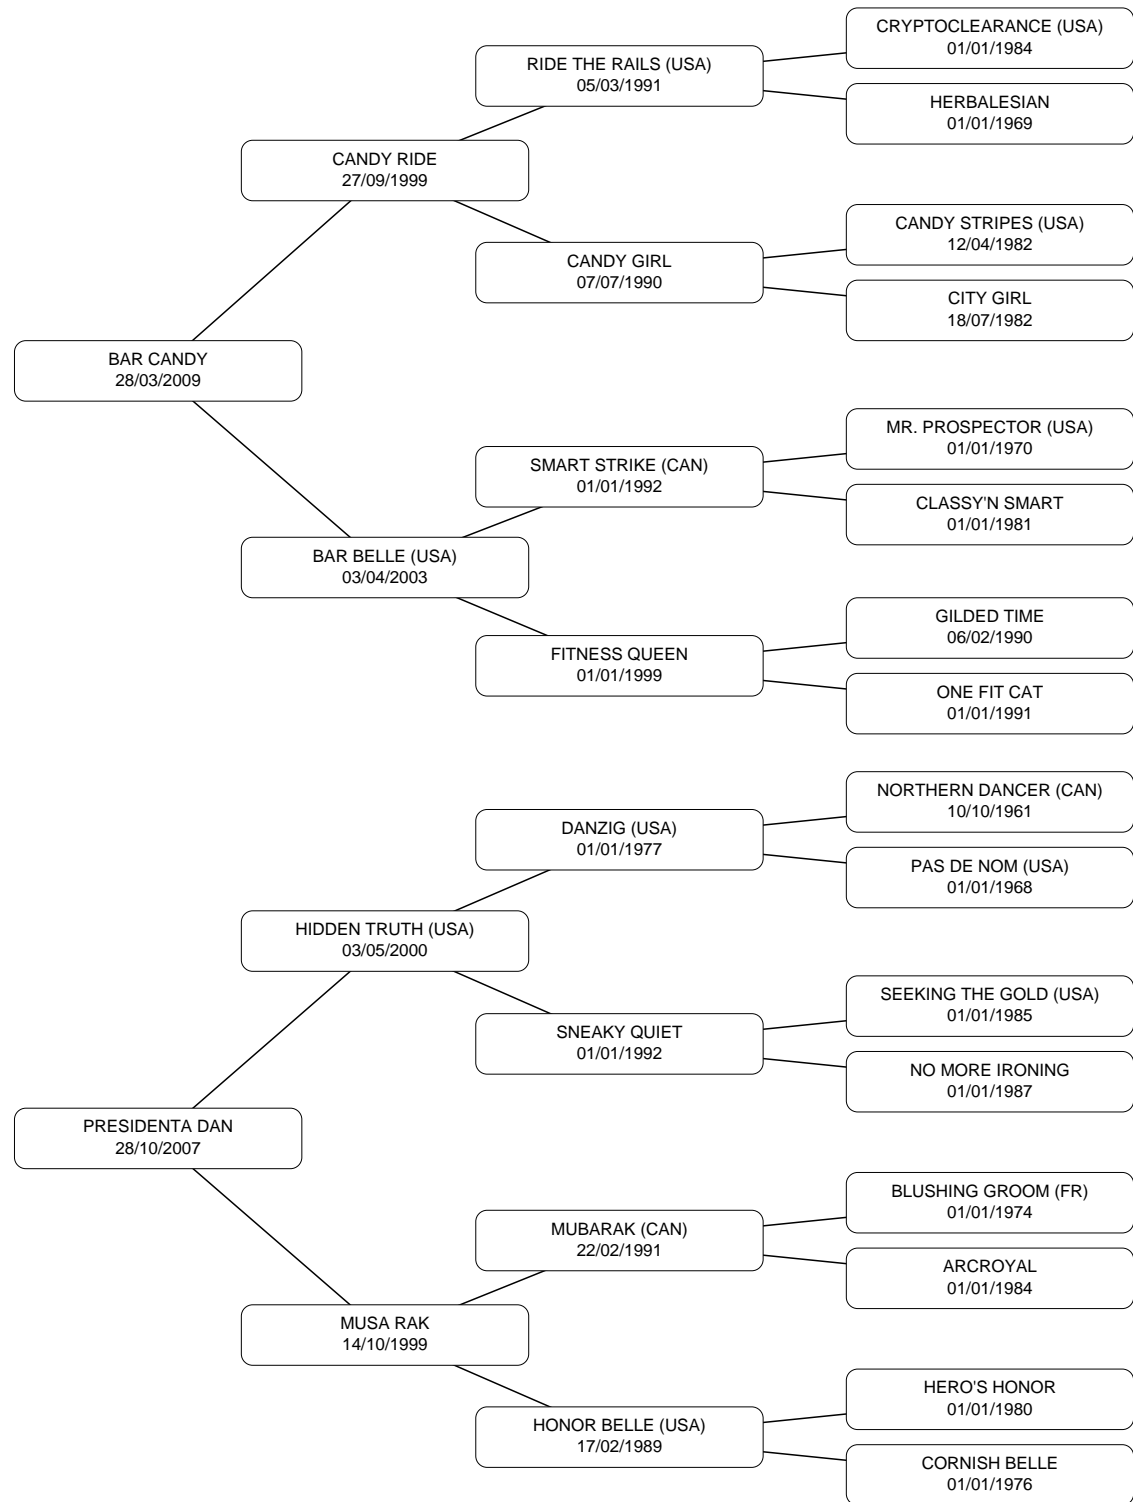 CRYPTOCLEARANCE (USA)
01/01/1984
RIDE THE RAILS (USA)
05/03/1991
HERBALESIAN
01/01/1969
CANDY RIDE
27/09/1999
CANDY STRIPES (USA)
12/04/1982
CANDY GIRL
07/07/1990
CITY GIRL
18/07/1982
BAR CANDY
28/03/2009
MR. PROSPECTOR (USA)
01/01/1970
SMART STRIKE (CAN)
01/01/1992
CLASSY'N SMART
01/01/1981
BAR BELLE (USA)
03/04/2003
GILDED TIME
06/02/1990
FITNESS QUEEN
01/01/1999
ONE FIT CAT
01/01/1991
NORTHERN DANCER (CAN)
10/10/1961
DANZIG (USA)
01/01/1977
PAS DE NOM (USA)
01/01/1968
HIDDEN TRUTH (USA)
03/05/2000
SEEKING THE GOLD (USA)
01/01/1985
SNEAKY QUIET
01/01/1992
NO MORE IRONING
01/01/1987
PRESIDENTA DAN
28/10/2007
BLUSHING GROOM (FR)
01/01/1974
MUBARAK (CAN)
22/02/1991
ARCROYAL
01/01/1984
MUSA RAK
14/10/1999
HERO'S HONOR
01/01/1980
HONOR BELLE (USA)
17/02/1989
CORNISH BELLE
01/01/1976